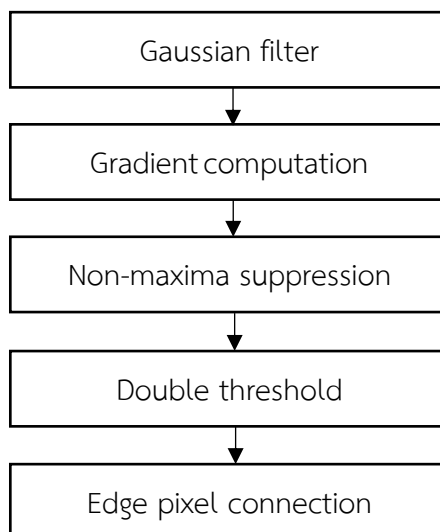 Gaussian filter
Gradient computation
Non-maxima suppression
Double threshold
Edge pixel connection